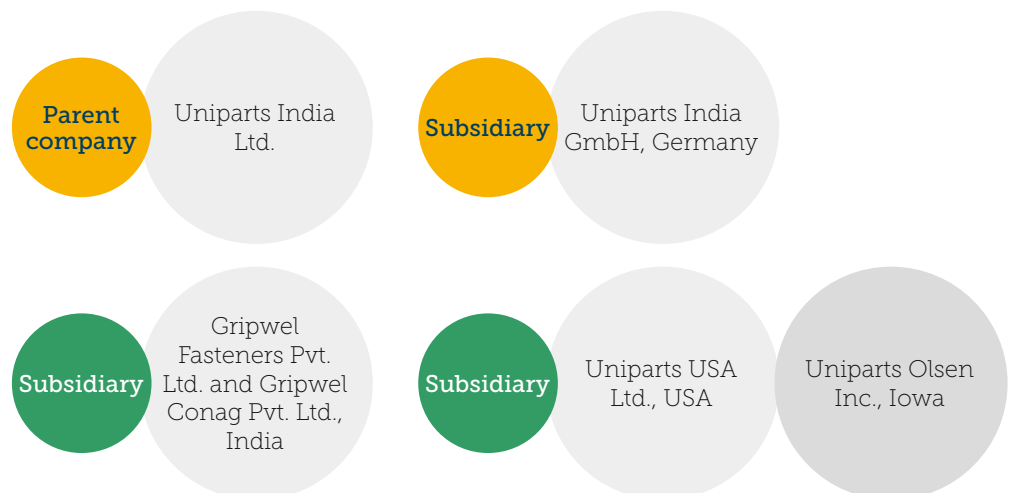 Parent
company
Uniparts India
Ltd.
Subsidiary
Uniparts India
GmbH, Germany
Subsidiary
Gripwel
Fasteners Pvt.
Ltd. and Gripwel
Conag Pvt. Ltd.,
India
Subsidiary
Uniparts USA
Ltd., USA
Uniparts Olsen
Inc., Iowa